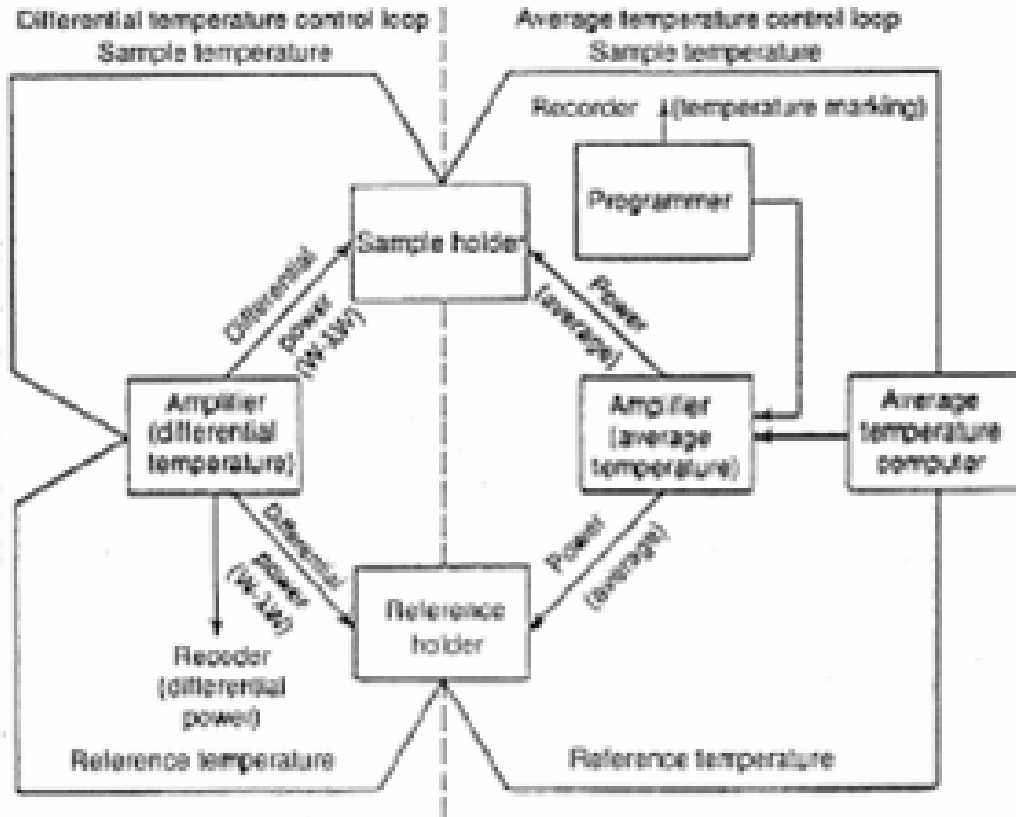 Differential temperature control loop
Sample temperature
Average temperature control loop
Sample temperature
Recorder (temperature marking)
Programmer
Sample holder
Differential
power
Power
(average)
Amplifier
(differential
temperature)
Amplifier
(average
temperature)
Average
temperature
computer
Differential
power
Power
(average)
Reference
holder
Recoder
(differential
power)
Reference temperature
Reference temperature